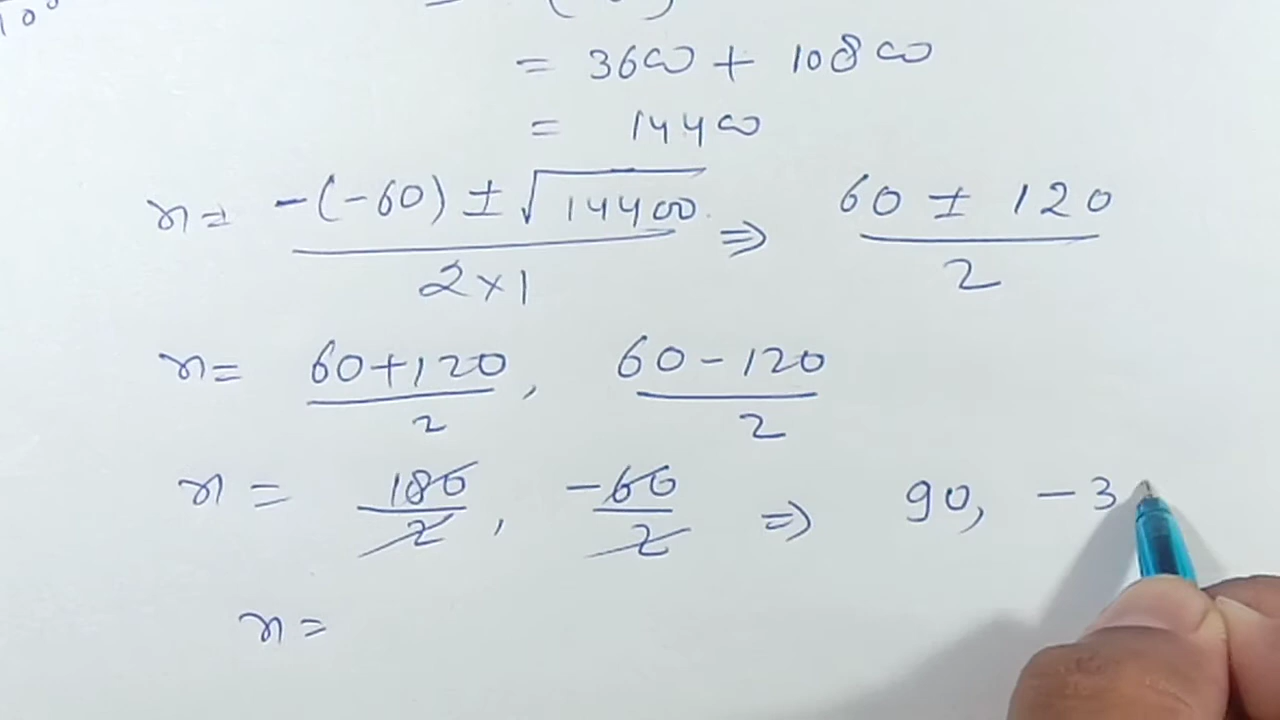 = 3600 + 10800
= 14400
x = -(-60) ± √14400 / 2×1 ⇒ 60 ± 120 / 2
x = 60+120 / 2 , 60-120 / 2
x = 180 / 2 , -60 / 2 ⇒ 90, -3
x =